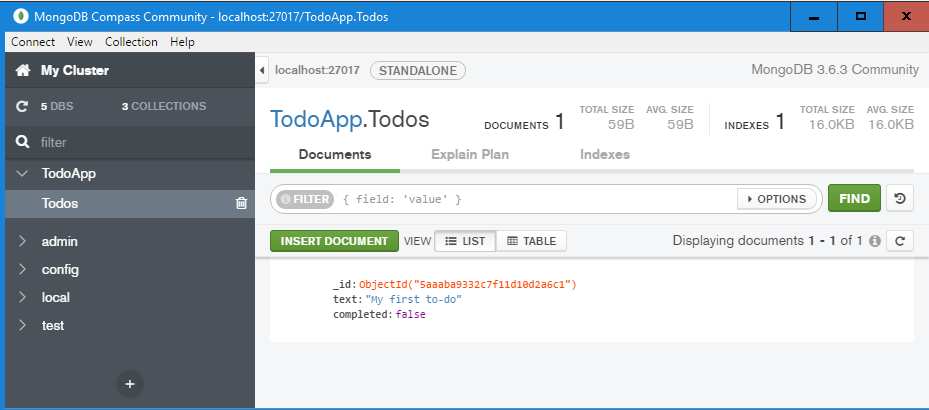 MongoDB Compass Community - localhost:27017/TodoApp.Todos
Connect View Collection Help
My Cluster
localhost:27017 STANDALONE
MongoDB 3.6.3 Community
5 DBS 3 COLLECTIONS
filter
TodoApp.Todos
DOCUMENTS 1 TOTAL SIZE 59B AVG. SIZE 59B
INDEXES 1 TOTAL SIZE 16.0KB AVG. SIZE 16.0KB
Documents Explain Plan Indexes
TodoApp
Todos
admin
config
local
test
FILTER { field: 'value' } OPTIONS FIND
INSERT DOCUMENT VIEW LIST TABLE Displaying documents 1 - 1 of 1
_id: ObjectId("5aaaba9332c7f11d10d2a6c1")
text: "My first to-do"
completed: false